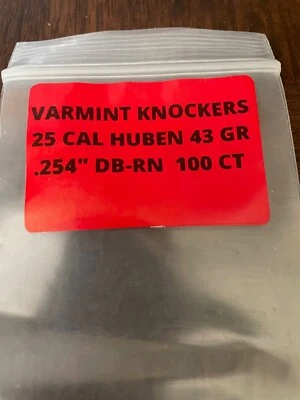 VARMINT KNOCKERS
25 CAL HUBEN 43 GR
.254" DB-RN 100 CT